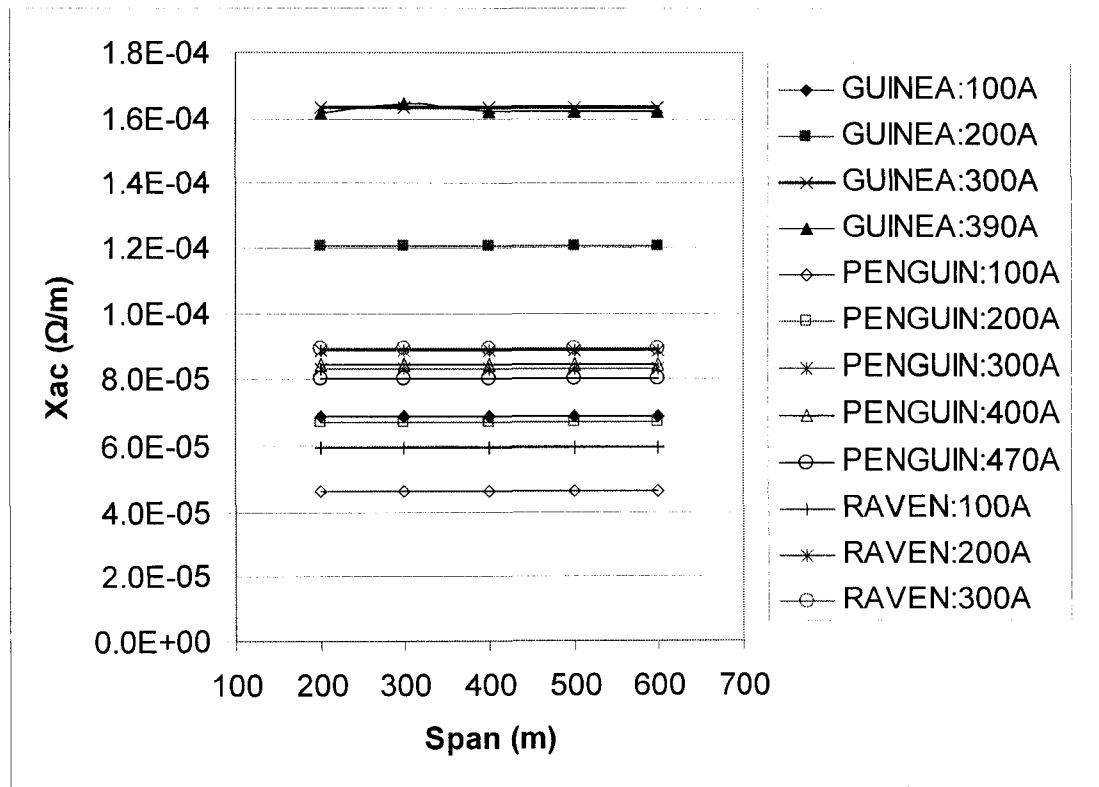 1.8E-04
1.6E-04
1.4E-04
1.2E-04
1.0E-04
8.0E-05
6.0E-05
4.0E-05
2.0E-05
0.0E+00
Xac (Ω/m)
100 200 300 400 500 600 700
Span (m)
GUINEA:100A
GUINEA:200A
GUINEA:300A
GUINEA:390A
PENGUIN:100A
PENGUIN:200A
PENGUIN:300A
PENGUIN:400A
PENGUIN:470A
RAVEN:100A
RAVEN:200A
RAVEN:300A